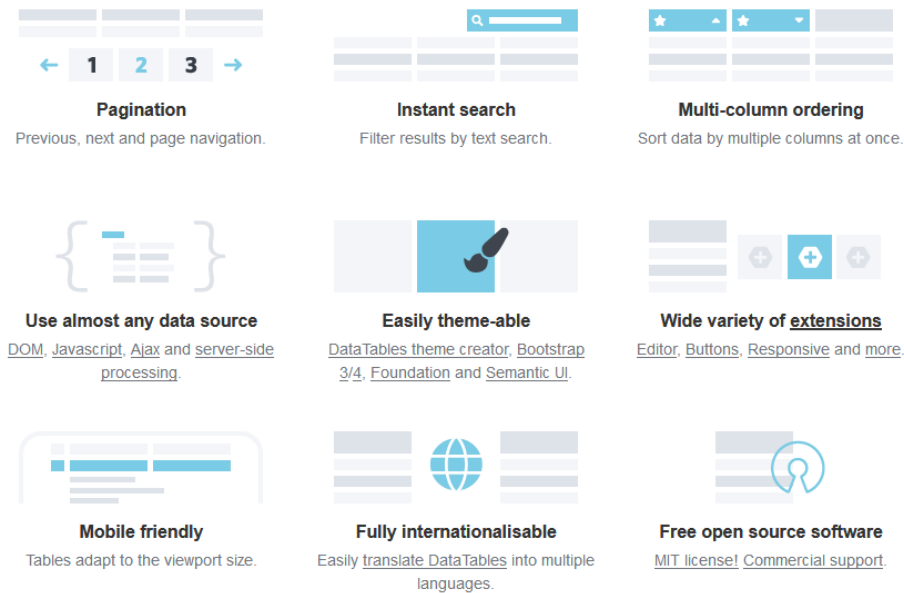 1 2 3
Pagination
Previous, next and page navigation.
Instant search
Filter results by text search.
Multi-column ordering
Sort data by multiple columns at once.
Use almost any data source
DOM, Javascript, Ajax and server-side
processing.
Easily theme-able
DataTables theme creator, Bootstrap
3/4, Foundation and Semantic UI.
Wide variety of extensions
Editor, Buttons, Responsive and more.
Mobile friendly
Tables adapt to the viewport size.
Fully internationalisable
Easily translate DataTables into multiple
languages.
Free open source software
MIT license! Commercial support.